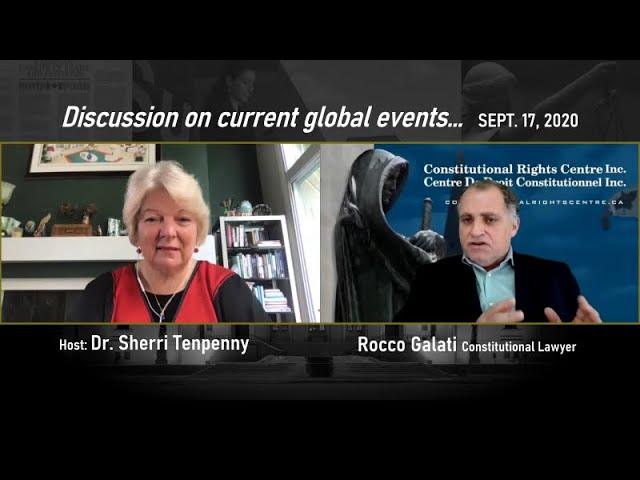 Discussion on current global events... SEPT. 17, 2020
Constitutional Rights Centre Inc.
Centre De Droit Constitutionnel Inc.
Host: Dr. Sherri Tenpenny
Rocco Galati Constitutional Lawyer